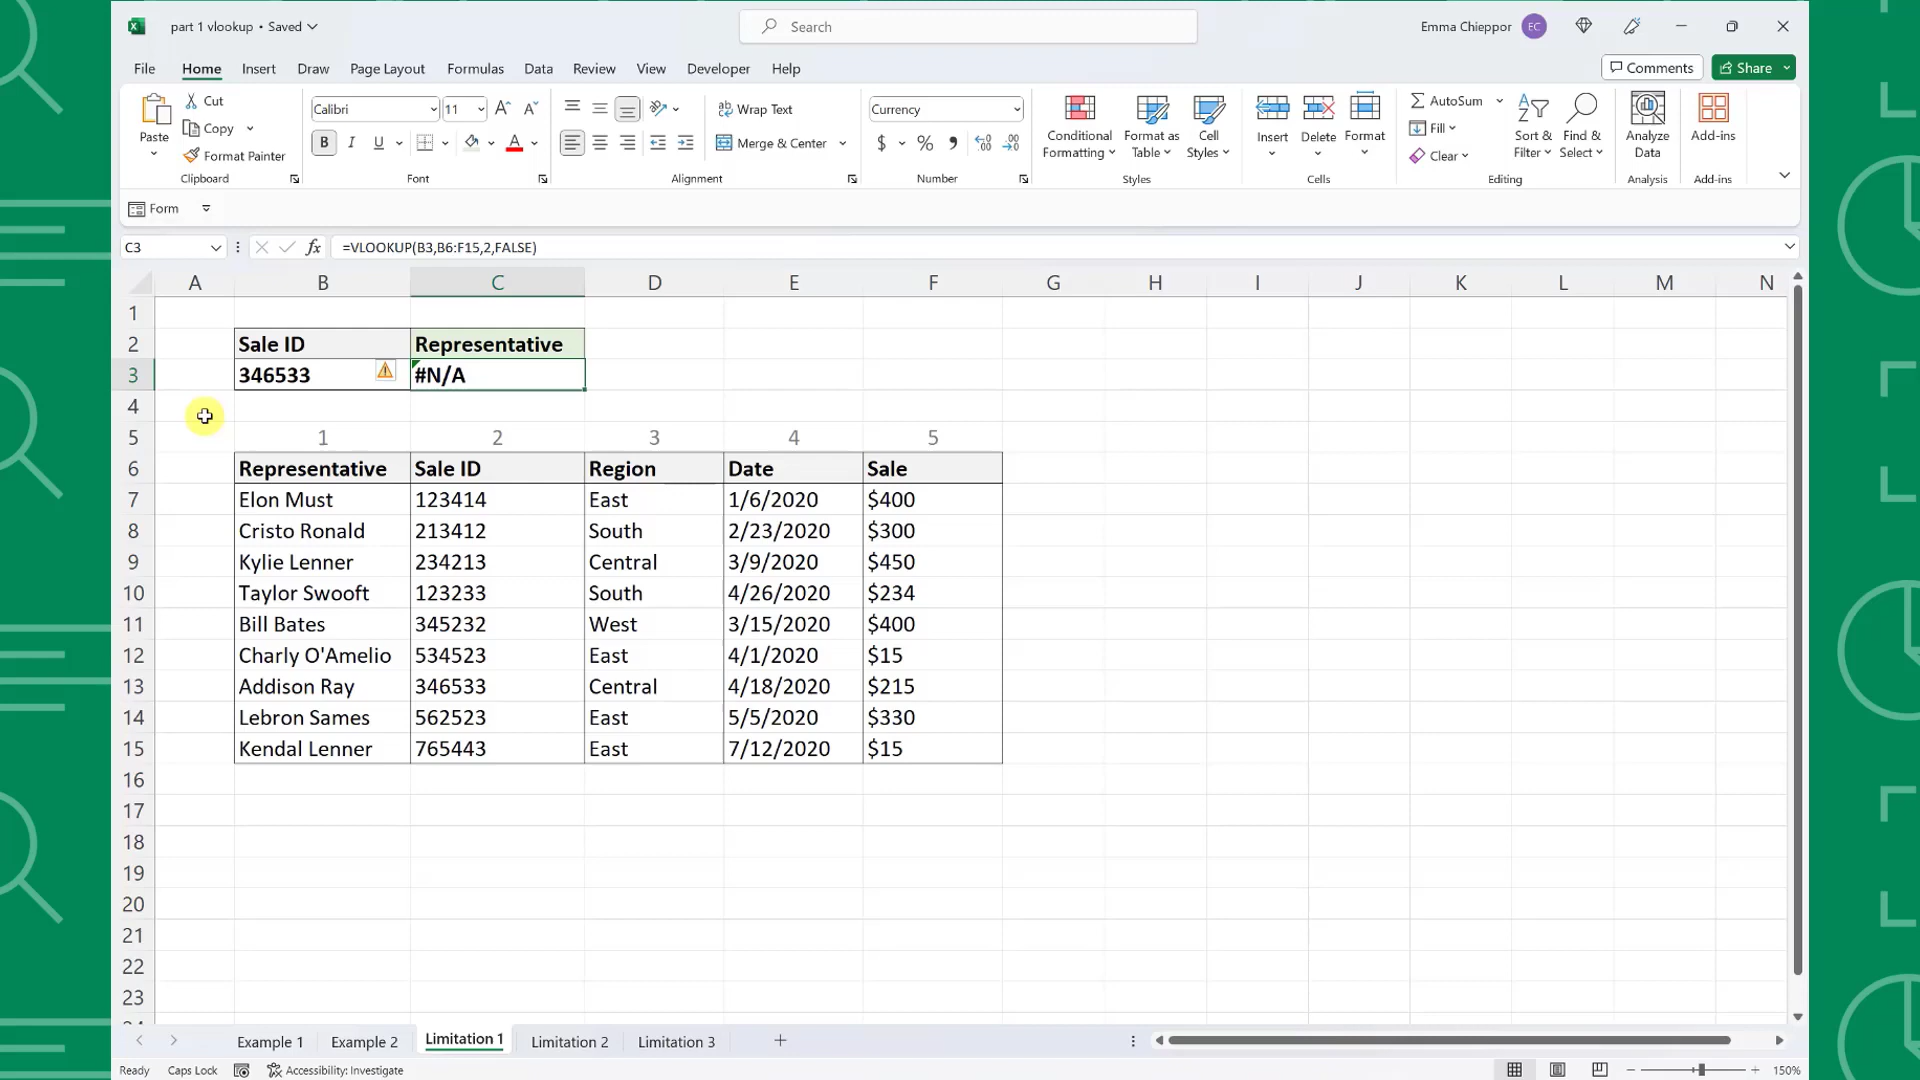 part 1 vlookup • Saved
Search
Emma Chieppor
EC
File Home Insert Draw Page Layout Formulas Data Review View Developer Help
Comments
Share
Paste
Cut
Copy
Format Painter
Clipboard
Calibri
11
B I U
Font
Wrap Text
Merge & Center
Alignment
Currency
$ % 9
Number
Conditional Formatting
Format as Table
Cell Styles
Styles
Insert
Delete
Format
Cells
AutoSum
Fill
Clear
Sort & Filter
Find & Select
Editing
Analyze Data
Analysis
Add-ins
Add-ins
Form
C3
fx
=VLOOKUP(B3,B6:F15,2,FALSE)
A B C D E F G H I J K L M N
1
2 Sale ID Representative
3 346533 #N/A
4
5 1 2 3 4 5
6 Representative Sale ID Region Date Sale
7 Elon Must 123414 East 1/6/2020 $400
8 Cristo Ronald 213412 South 2/23/2020 $300
9 Kylie Lenner 234213 Central 3/9/2020 $450
10 Taylor Swooft 123233 South 4/26/2020 $234
11 Bill Bates 345232 West 3/15/2020 $400
12 Charly O'Amelio 534523 East 4/1/2020 $15
13 Addison Ray 346533 Central 4/18/2020 $215
14 Lebron Sames 562523 East 5/5/2020 $330
15 Kendal Lenner 765443 East 7/12/2020 $15
16
17
18
19
20
21
22
23
Example 1 Example 2 Limitation 1 Limitation 2 Limitation 3
Ready Caps Lock Accessibility: Investigate
150%